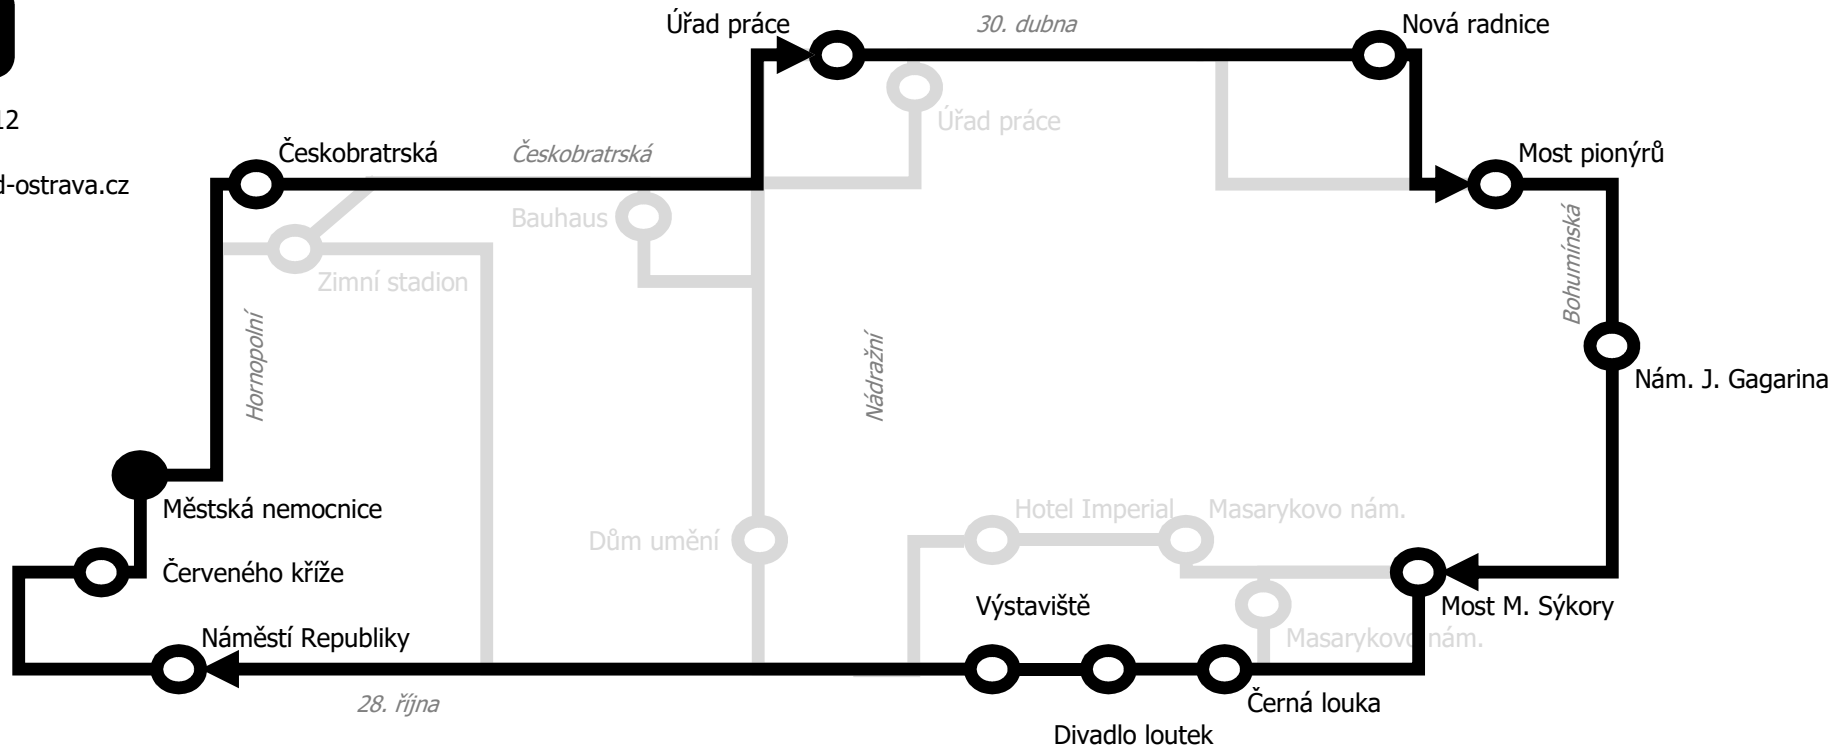 Úřad práce
30. dubna
Nová radnice
12
Úřad práce
Českobratrská
Českobratrská
Most pionýrů
d-ostrava.cz
Bauhaus
Bohumínská
Zimní stadion
Hornopolní
Nádražní
Nám. J. Gagarina
Městská nemocnice
Hotel Imperial
Masarykovo nám.
Dům umění
Červeného kříže
Výstaviště
Most M. Sýkory
Náměstí Republiky
Masarykovo nám.
28. října
Černá louka
Divadlo loutek